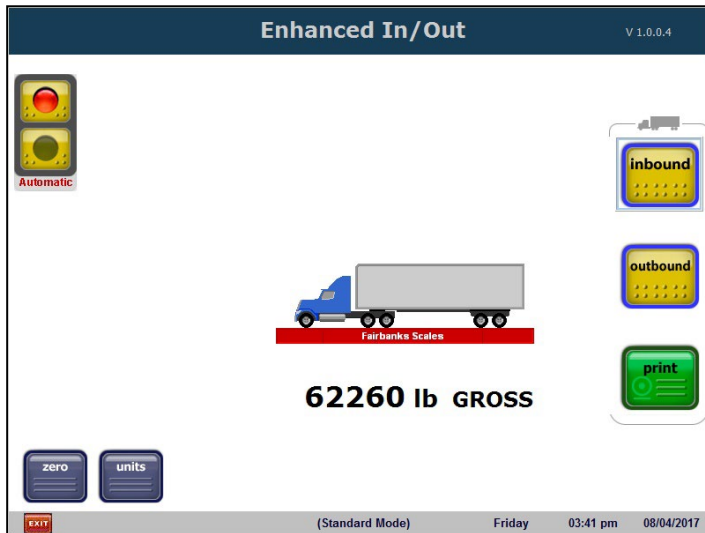 Enhanced In/Out
V 1.0.0.4
Automatic
inbound
outbound
Fairbanks Scales
print
62260 lb GROSS
zero
units
EXIT
(Standard Mode)
Friday
03:41 pm
08/04/2017